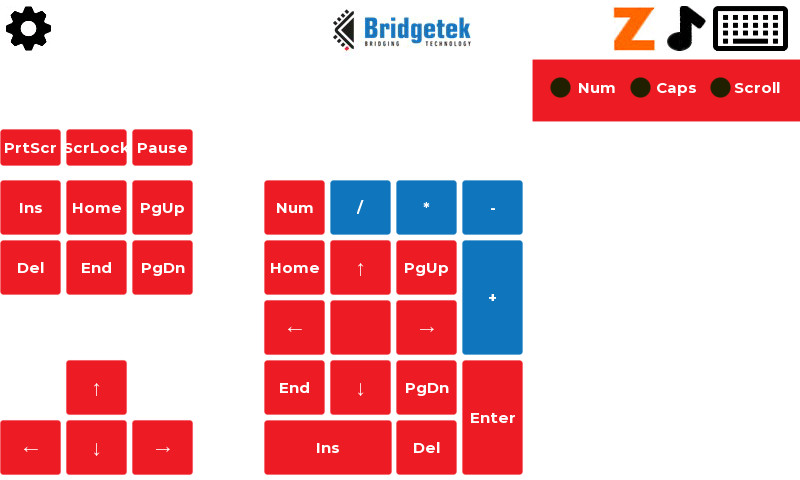 Bridgetek
BRIDGING TECHNOLOGY
Z
Num Caps Scroll
PrtScr ScrLock Pause
Ins Home PgUp Num / * -
Del End PgDn Home ↑ PgUp
+
← →
↑ End ↓ PgDn
Enter
← ↓ → Ins Del